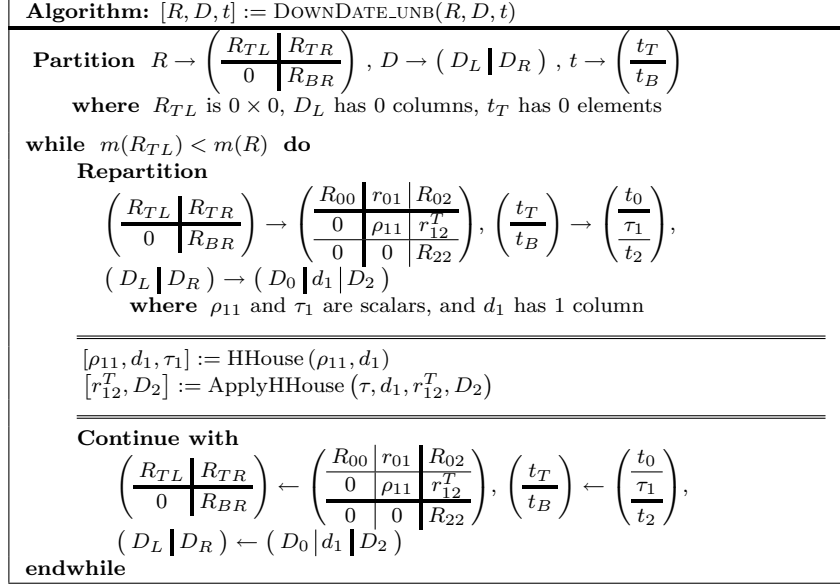 Algorithm: [R, D, t] := DOWNDATE_UNB(R, D, t)
Partition R → ( R_TL | R_TR ; 0 | R_BR ) , D → ( D_L | D_R ) , t → ( t_T ; t_B )
where R_TL is 0 × 0, D_L has 0 columns, t_T has 0 elements
while m(R_TL) < m(R) do
Repartition
( R_TL | R_TR ; 0 | R_BR ) → ( R_00 | r_01 | R_02 ; 0 | ρ_11 | r_12^T ; 0 | 0 | R_22 ) , ( t_T ; t_B ) → ( t_0 ; τ_1 ; t_2 ) ,
( D_L | D_R ) → ( D_0 | d_1 | D_2 )
where ρ_11 and τ_1 are scalars, and d_1 has 1 column
[ρ_11, d_1, τ_1] := HHouse (ρ_11, d_1)
[r_12^T, D_2] := ApplyHHouse (τ, d_1, r_12^T, D_2)
Continue with
( R_TL | R_TR ; 0 | R_BR ) ← ( R_00 | r_01 | R_02 ; 0 | ρ_11 | r_12^T ; 0 | 0 | R_22 ) , ( t_T ; t_B ) ← ( t_0 ; τ_1 ; t_2 ) ,
( D_L | D_R ) ← ( D_0 | d_1 | D_2 )
endwhile